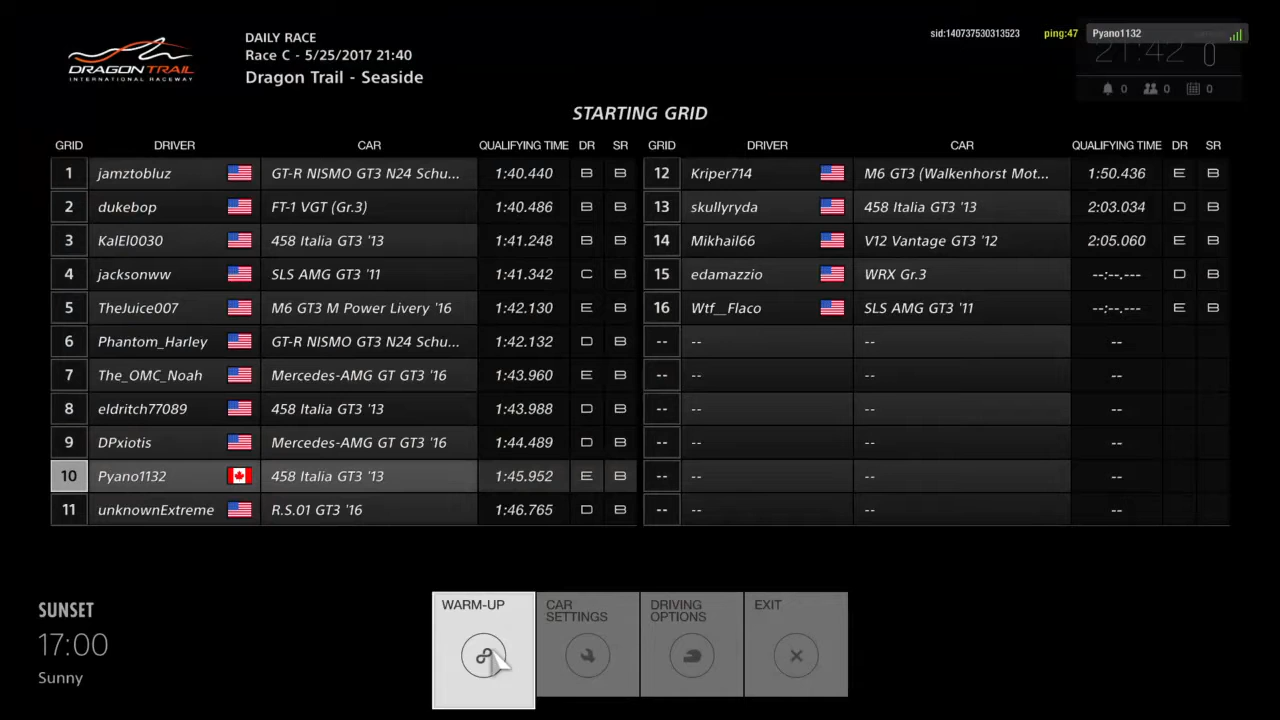 DRAGON TRAIL
INTERNATIONAL RACEWAY
DAILY RACE
Race C - 5/25/2017 21:40
Dragon Trail - Seaside
sid:140737530313523 ping:47 Pyano1132
21:42 0
0 0 0
STARTING GRID
GRID DRIVER CAR QUALIFYING TIME DR SR
1 jamztobluz GT-R NISMO GT3 N24 Schu... 1:40.440 B B
2 dukebop FT-1 VGT (Gr.3) 1:40.486 B B
3 KalEl0030 458 Italia GT3 '13 1:41.248 B B
4 jacksonww SLS AMG GT3 '11 1:41.342 C B
5 TheJuice007 M6 GT3 M Power Livery '16 1:42.130 E B
6 Phantom_Harley GT-R NISMO GT3 N24 Schu... 1:42.132 D B
7 The_OMC_Noah Mercedes-AMG GT GT3 '16 1:43.960 E B
8 eldritch77089 458 Italia GT3 '13 1:43.988 D B
9 DPxiotis Mercedes-AMG GT GT3 '16 1:44.489 D B
10 Pyano1132 458 Italia GT3 '13 1:45.952 E B
11 unknownExtreme R.S.01 GT3 '16 1:46.765 D B
GRID DRIVER CAR QUALIFYING TIME DR SR
12 Kriper714 M6 GT3 (Walkenhorst Mot... 1:50.436 E B
13 skullyryda 458 Italia GT3 '13 2:03.034 D B
14 Mikhail66 V12 Vantage GT3 '12 2:05.060 E B
15 edamazzio WRX Gr.3 --:--.--- D B
16 Wtf__Flaco SLS AMG GT3 '11 --:--.--- E B
-- -- -- --
-- -- -- --
-- -- -- --
-- -- -- --
-- -- -- --
-- -- -- --
SUNSET
17:00
Sunny
WARM-UP
CAR SETTINGS
DRIVING OPTIONS
EXIT